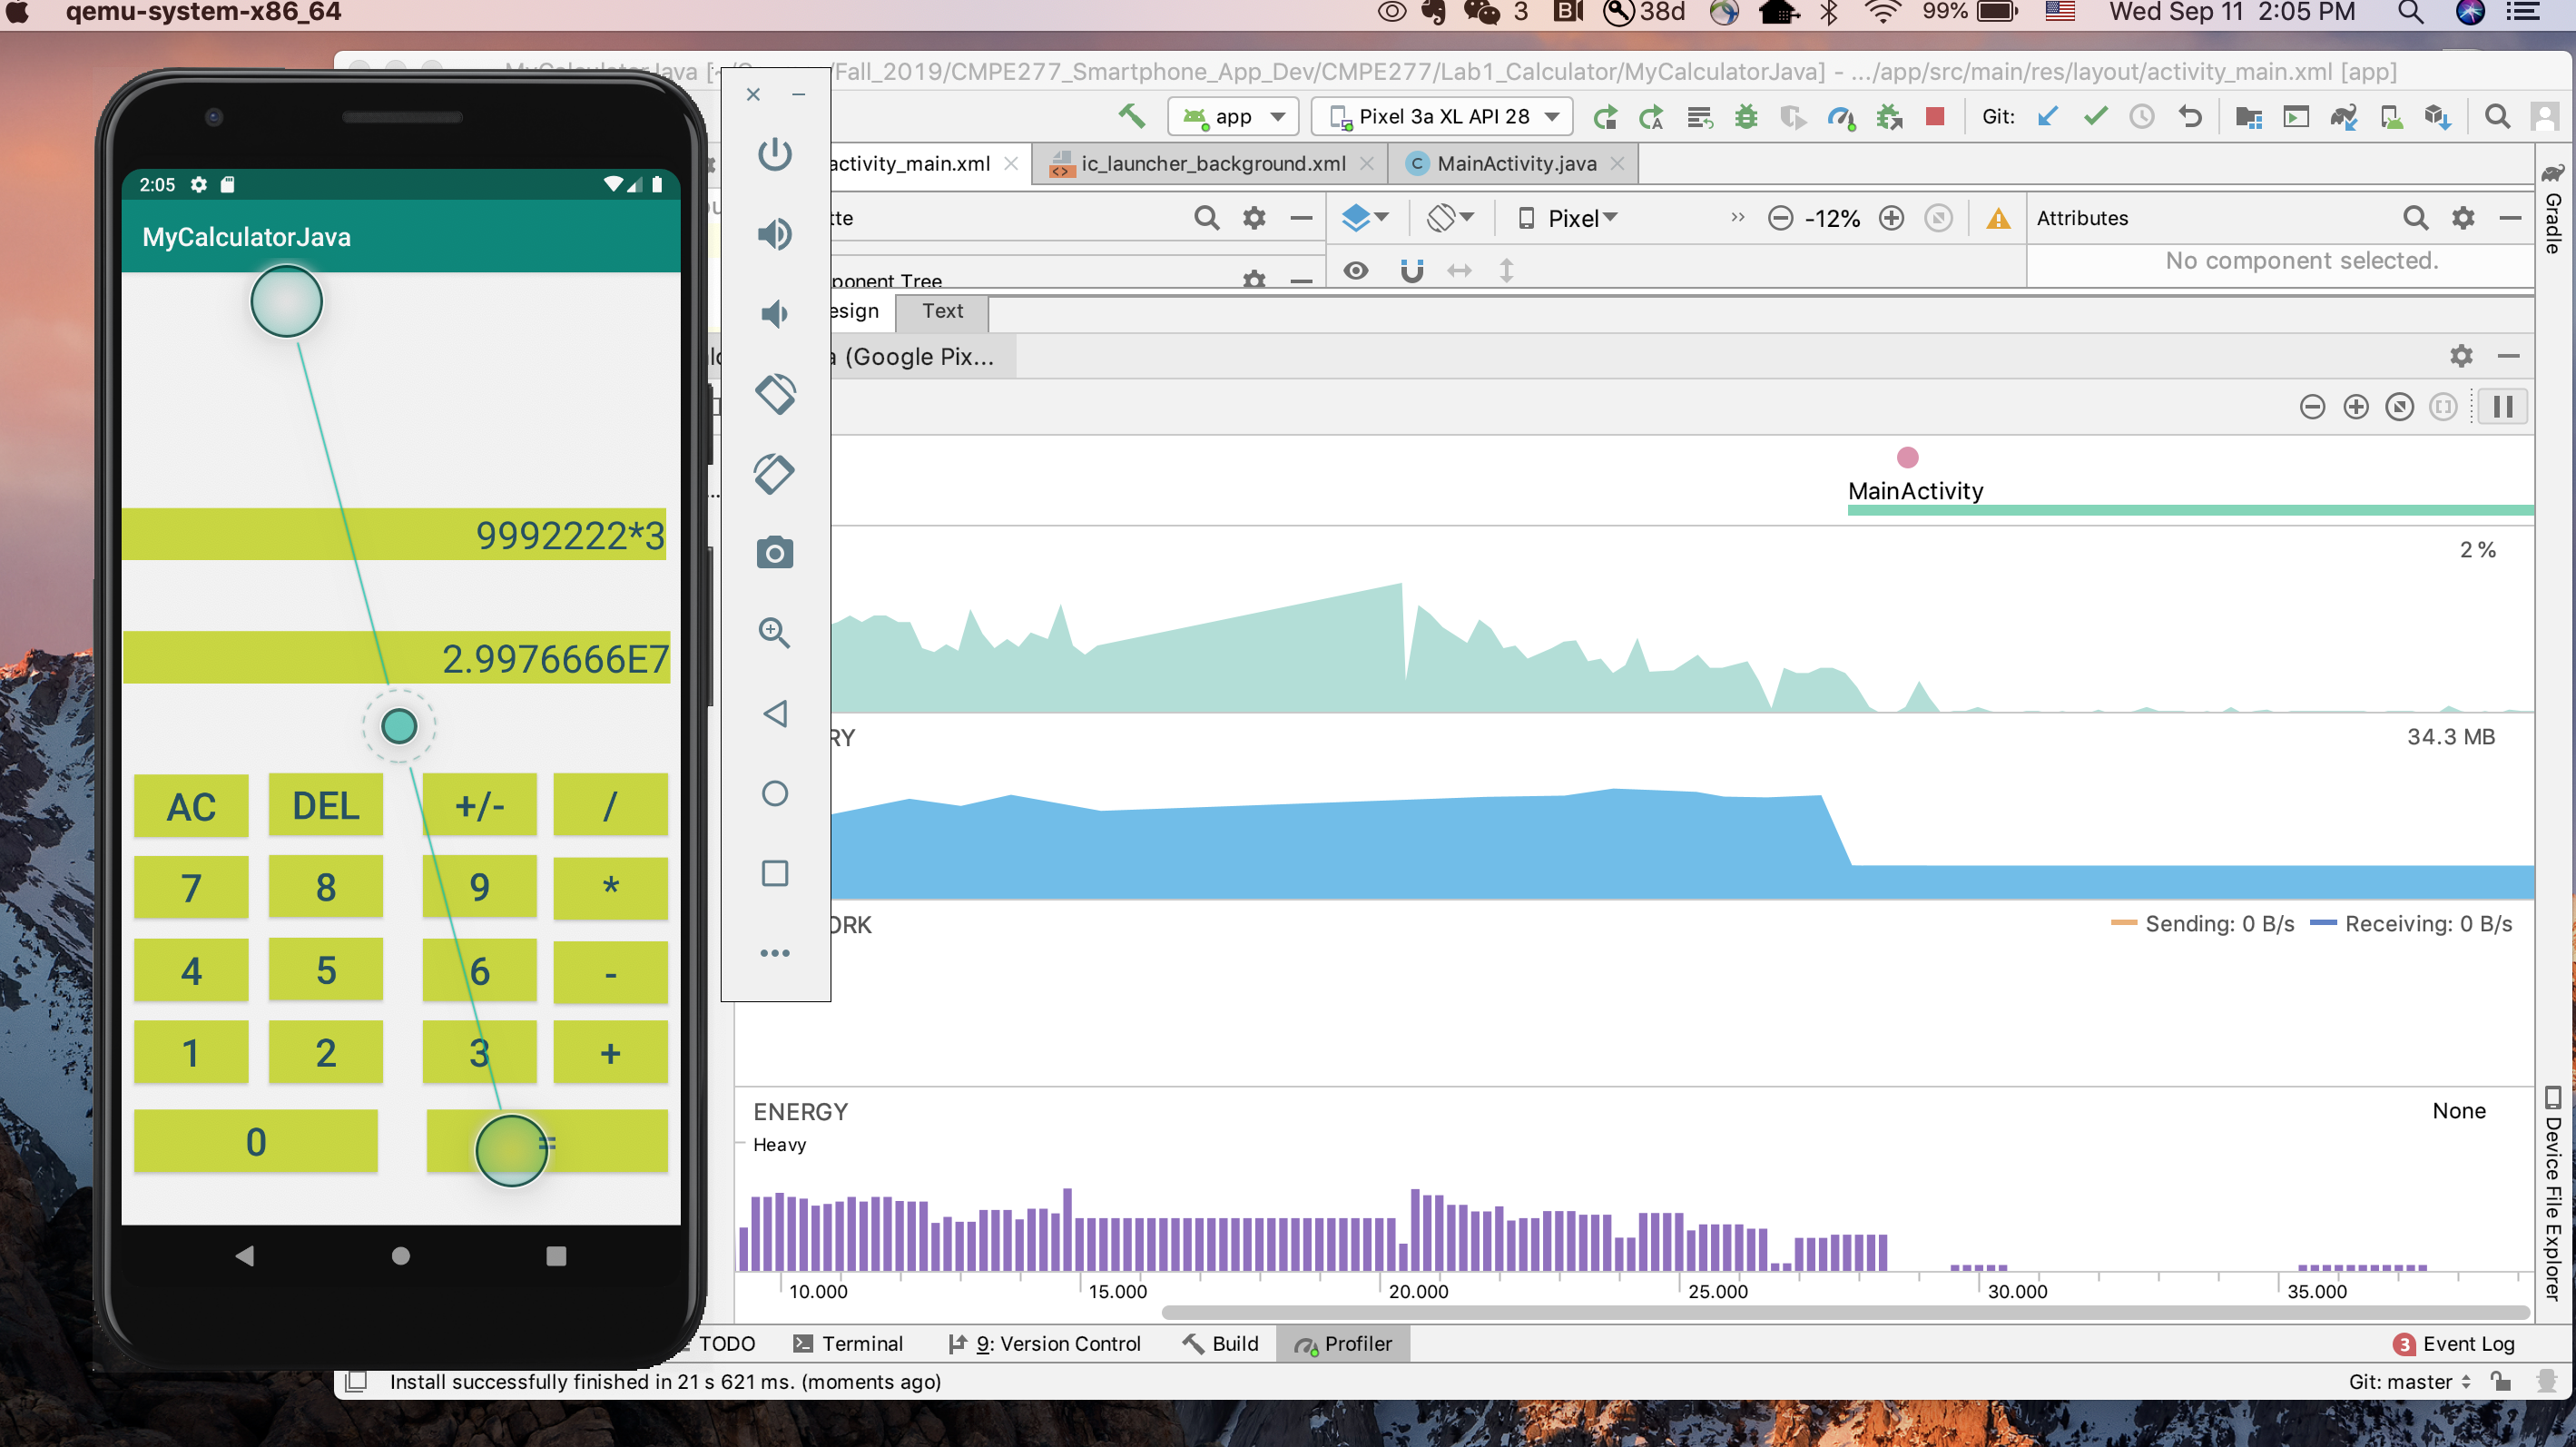 qemu-system-x86_64
3
38d
99%
Wed Sep 11 2:05 PM
/Fall_2019/CMPE277_Smartphone_App_Dev/CMPE277/Lab1_Calculator/MyCalculatorJava] - .../app/src/main/res/layout/activity_main.xml [app]
app
Pixel 3a XL API 28
Git:
activity_main.xml
ic_launcher_background.xml
C MainActivity.java
Gradle
tte
Pixel
-12%
Attributes
ponent Tree
No component selected.
esign
Text
a (Google Pix...
2:05
MyCalculatorJava
9992222*3
2.9976666E7
AC DEL +/- /
7 8 9 *
4 5 6 -
1 2 3 +
0 =
MainActivity
2 %
RY
34.3 MB
ORK
Sending: 0 B/s
Receiving: 0 B/s
ENERGY
None
Heavy
10.000 15.000 20.000 25.000 30.000 35.000
Device File Explorer
TODO
Terminal
9: Version Control
Build
Profiler
3 Event Log
Install successfully finished in 21 s 621 ms. (moments ago)
Git: master